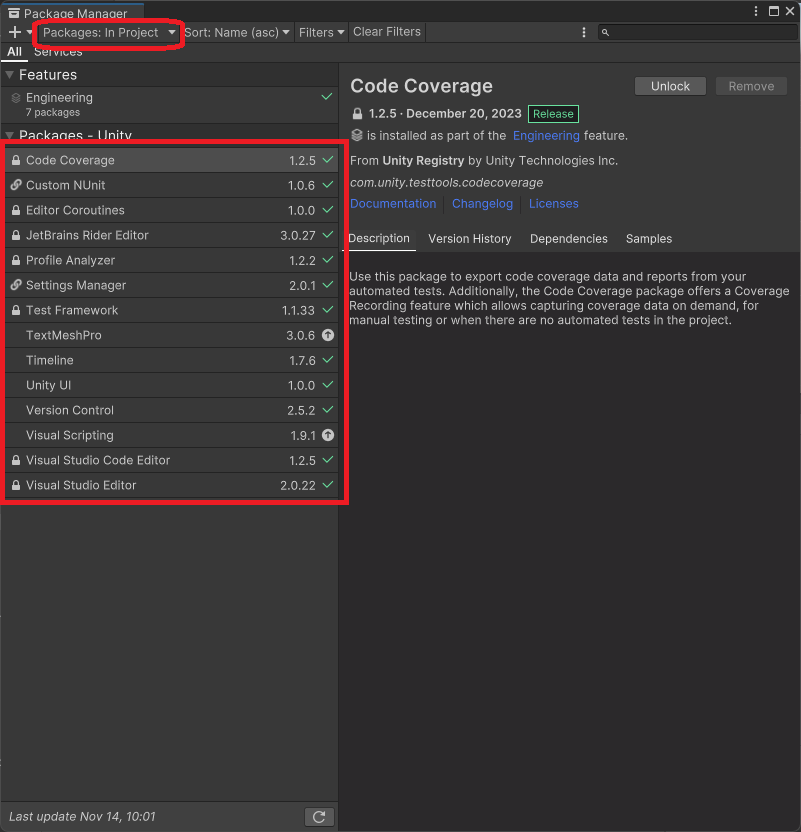 Package Manager
Packages: In Project Sort: Name (asc) Filters Clear Filters
All Services
Features
Engineering
7 packages
Packages - Unity
Code Coverage 1.2.5
Custom NUnit 1.0.6
Editor Coroutines 1.0.0
JetBrains Rider Editor 3.0.27
Profile Analyzer 1.2.2
Settings Manager 2.0.1
Test Framework 1.1.33
TextMeshPro 3.0.6
Timeline 1.7.6
Unity UI 1.0.0
Version Control 2.5.2
Visual Scripting 1.9.1
Visual Studio Code Editor 1.2.5
Visual Studio Editor 2.0.22
Last update Nov 14, 10:01
Code Coverage Unlock Remove
1.2.5 · December 20, 2023 Release
is installed as part of the Engineering feature.
From Unity Registry by Unity Technologies Inc.
com.unity.testtools.codecoverage
Documentation Changelog Licenses
Description Version History Dependencies Samples
Use this package to export code coverage data and reports from your
automated tests. Additionally, the Code Coverage package offers a Coverage
Recording feature which allows capturing coverage data on demand, for
manual testing or when there are no automated tests in the project.